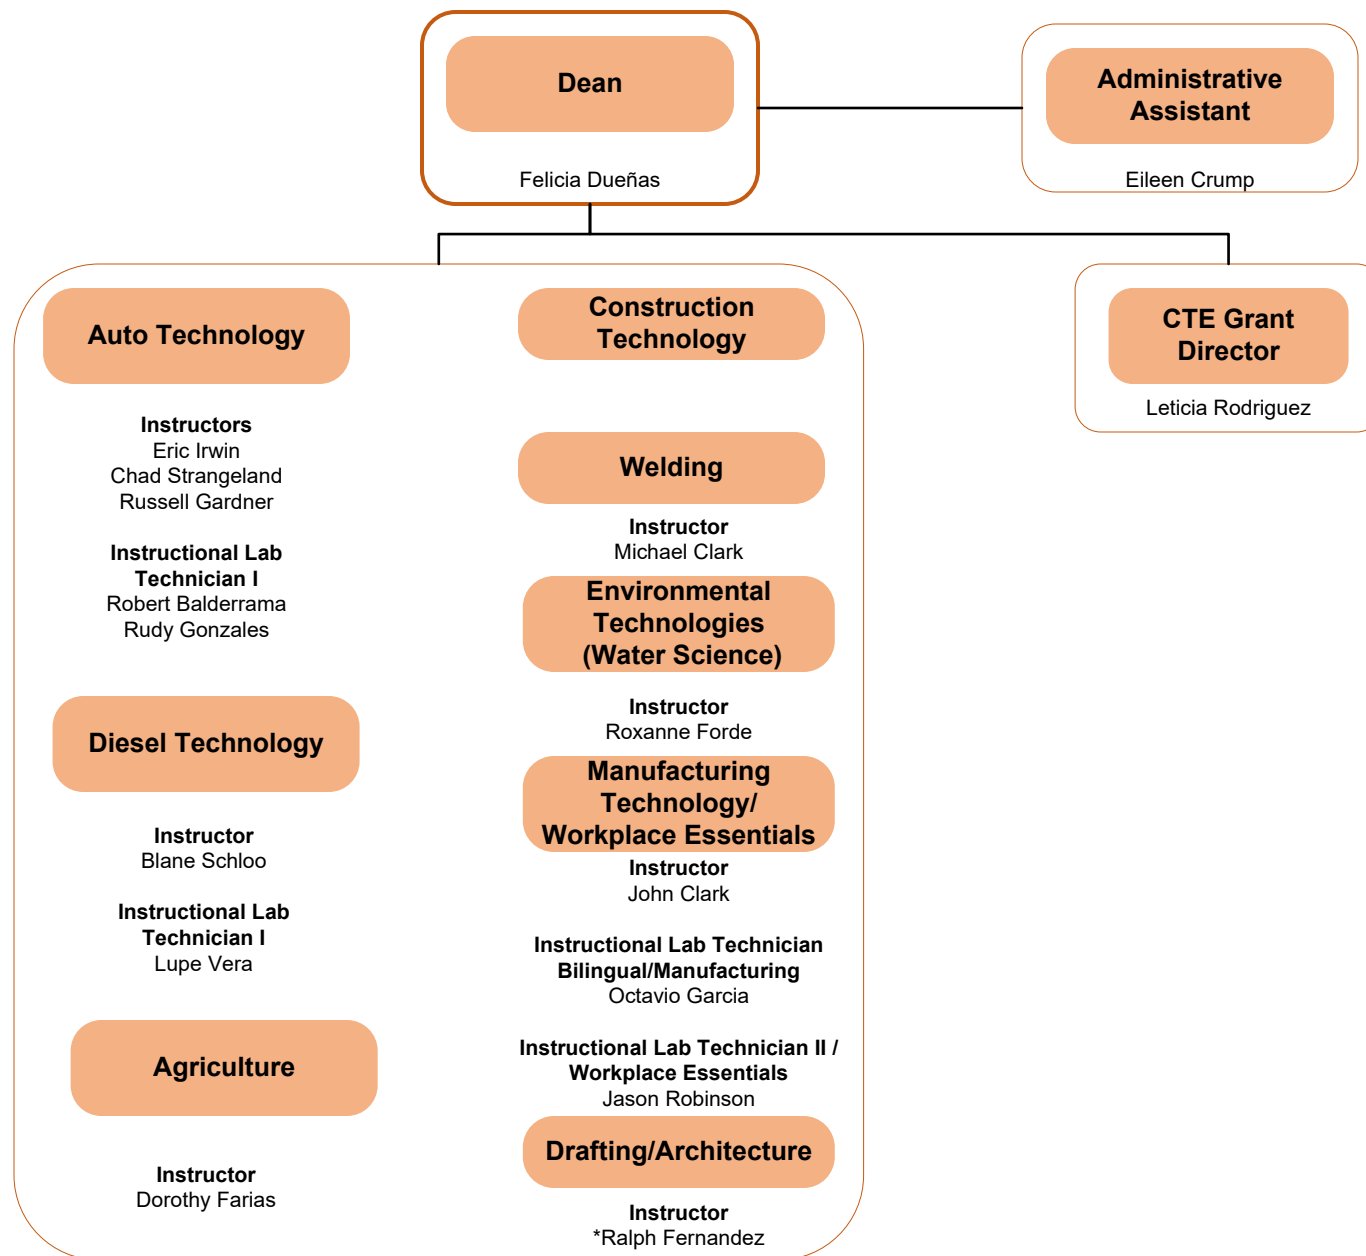 Dean
Felicia Dueñas
Administrative
Assistant
Eileen Crump
Auto Technology
Instructors
Eric Irwin
Chad Strangeland
Russell Gardner
Instructional Lab
Technician I
Robert Balderrama
Rudy Gonzales
Diesel Technology
Instructor
Blane Schloo
Instructional Lab
Technician I
Lupe Vera
Agriculture
Instructor
Dorothy Farias
Construction
Technology
Welding
Instructor
Michael Clark
Environmental
Technologies
(Water Science)
Instructor
Roxanne Forde
Manufacturing
Technology/
Workplace Essentials
Instructor
John Clark
Instructional Lab Technician
Bilingual/Manufacturing
Octavio Garcia
Instructional Lab Technician II /
Workplace Essentials
Jason Robinson
Drafting/Architecture
Instructor
*Ralph Fernandez
CTE Grant
Director
Leticia Rodriguez